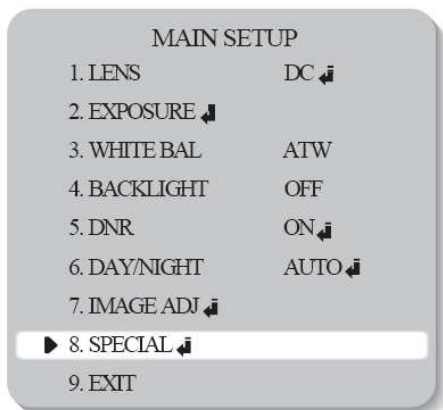 MAIN SETUP
1. LENS DC ↲
2. EXPOSURE ↲
3. WHITE BAL ATW
4. BACKLIGHT OFF
5. DNR ON ↲
6. DAY/NIGHT AUTO ↲
7. IMAGE ADJ ↲
8. SPECIAL ↲
9. EXIT